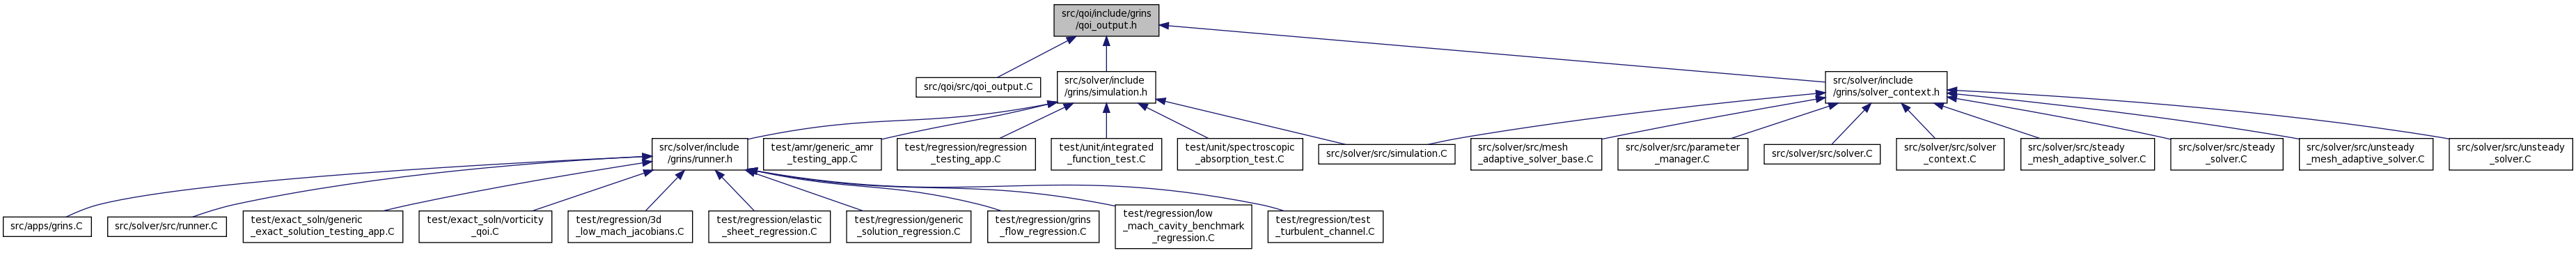 src/qoi/include/grins
/qoi_output.h
src/qoi/src/qoi_output.C
src/solver/include
/grins/simulation.h
src/solver/include
/grins/solver_context.h
src/solver/include
/grins/runner.h
test/amr/generic_amr
_testing_app.C
test/regression/regression
_testing_app.C
test/unit/integrated
_function_test.C
test/unit/spectroscopic
_absorption_test.C
src/solver/src/simulation.C
src/solver/src/mesh
_adaptive_solver_base.C
src/solver/src/parameter
_manager.C
src/solver/src/solver.C
src/solver/src/solver
_context.C
src/solver/src/steady
_mesh_adaptive_solver.C
src/solver/src/steady
_solver.C
src/solver/src/unsteady
_mesh_adaptive_solver.C
src/solver/src/unsteady
_solver.C
src/apps/grins.C
src/solver/src/runner.C
test/exact_soln/generic
_exact_solution_testing_app.C
test/exact_soln/vorticity
_qoi.C
test/regression/3d
_low_mach_jacobians.C
test/regression/elastic
_sheet_regression.C
test/regression/generic
_solution_regression.C
test/regression/grins
_flow_regression.C
test/regression/low
_mach_cavity_benchmark
_regression.C
test/regression/test
_turbulent_channel.C